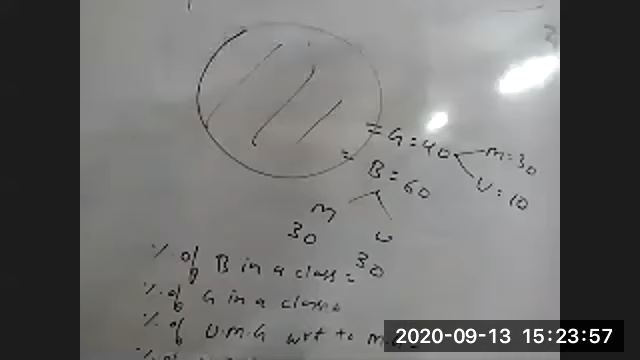 = G = 40
M = 30
U = 10
= B = 60
M
30
U
30
% of B in a class =
% of G in a class =
% of U.M.G wrt to M.G =
% of
2020-09-13 15:23:57